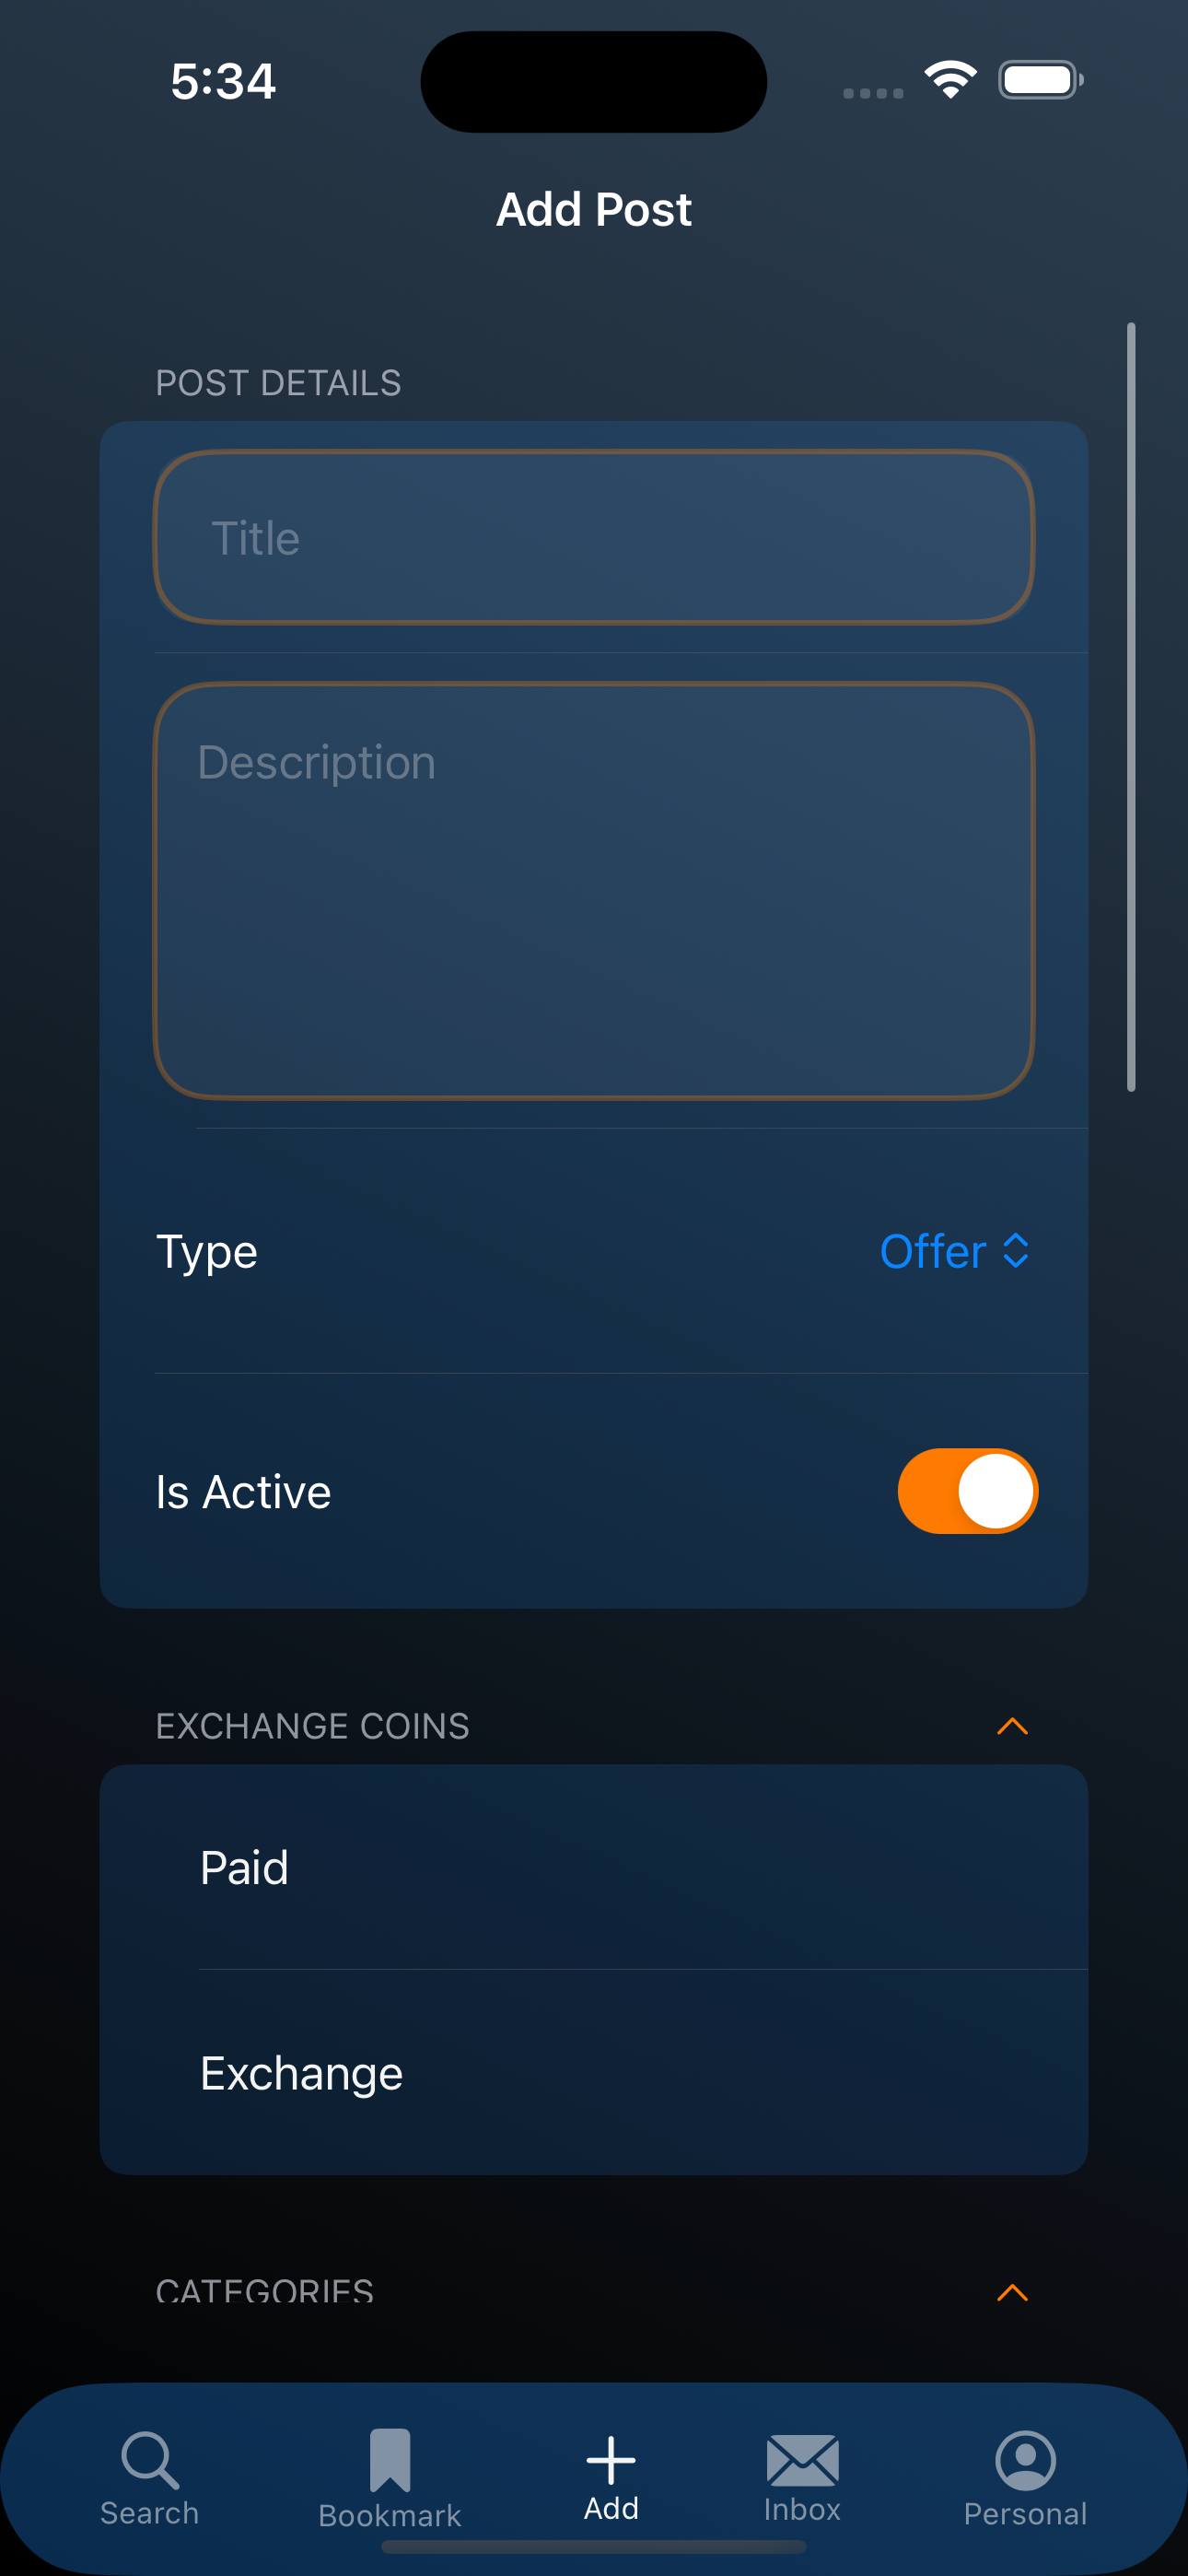 5:34
Add Post
POST DETAILS
Title
Description
Type
Offer
Is Active
EXCHANGE COINS
Paid
Exchange
CATEGORIES
Search
Bookmark
Add
Inbox
Personal